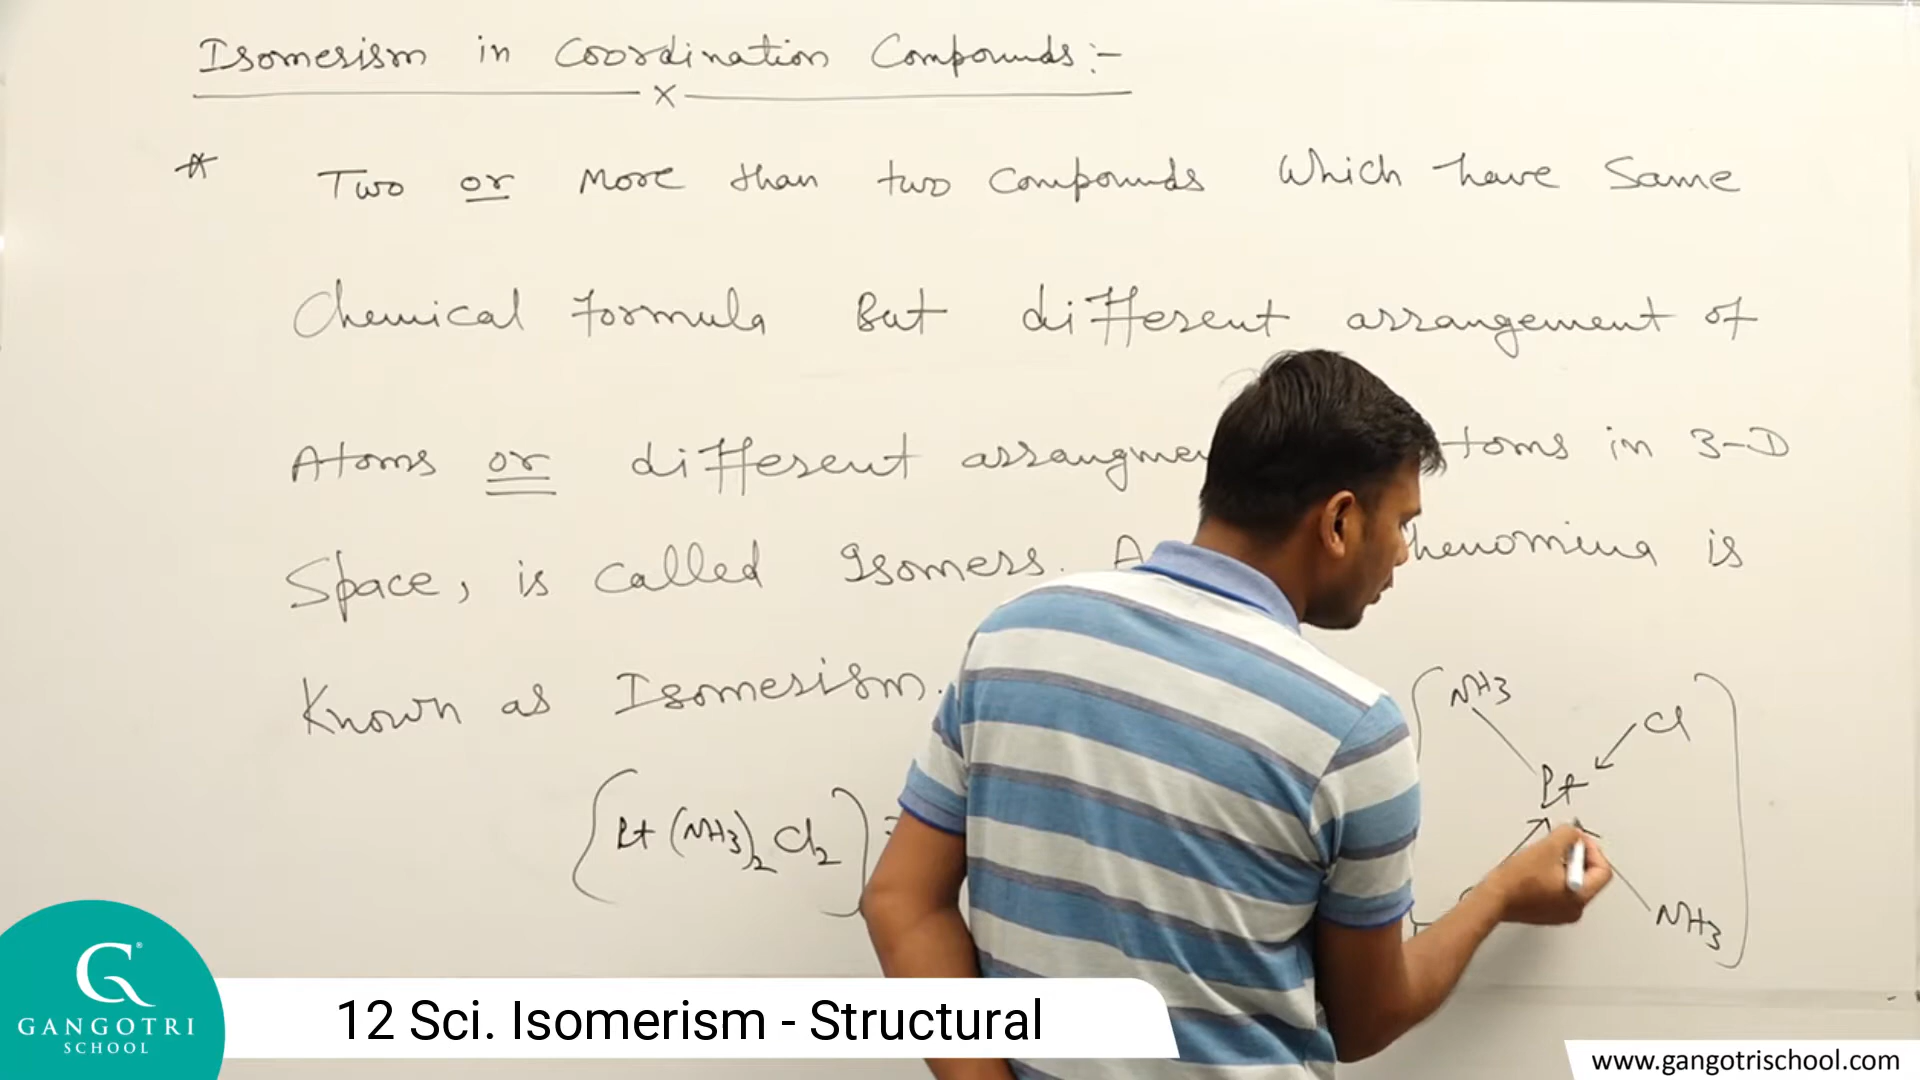 Isomerism in Coordination Compounds:-
x
* Two or More than two Compounds Which have Same
Chemical formula But different arrangement of
Atoms or different toms in 3-D
Space, is called Isomers. henomina is
Known as Isomerism.
NH3
Cl
Pt
[Pt(NH3)2Cl2]
NH3
GANGOTRI
SCHOOL
12 Sci. Isomerism - Structural
www.gangotrischool.com